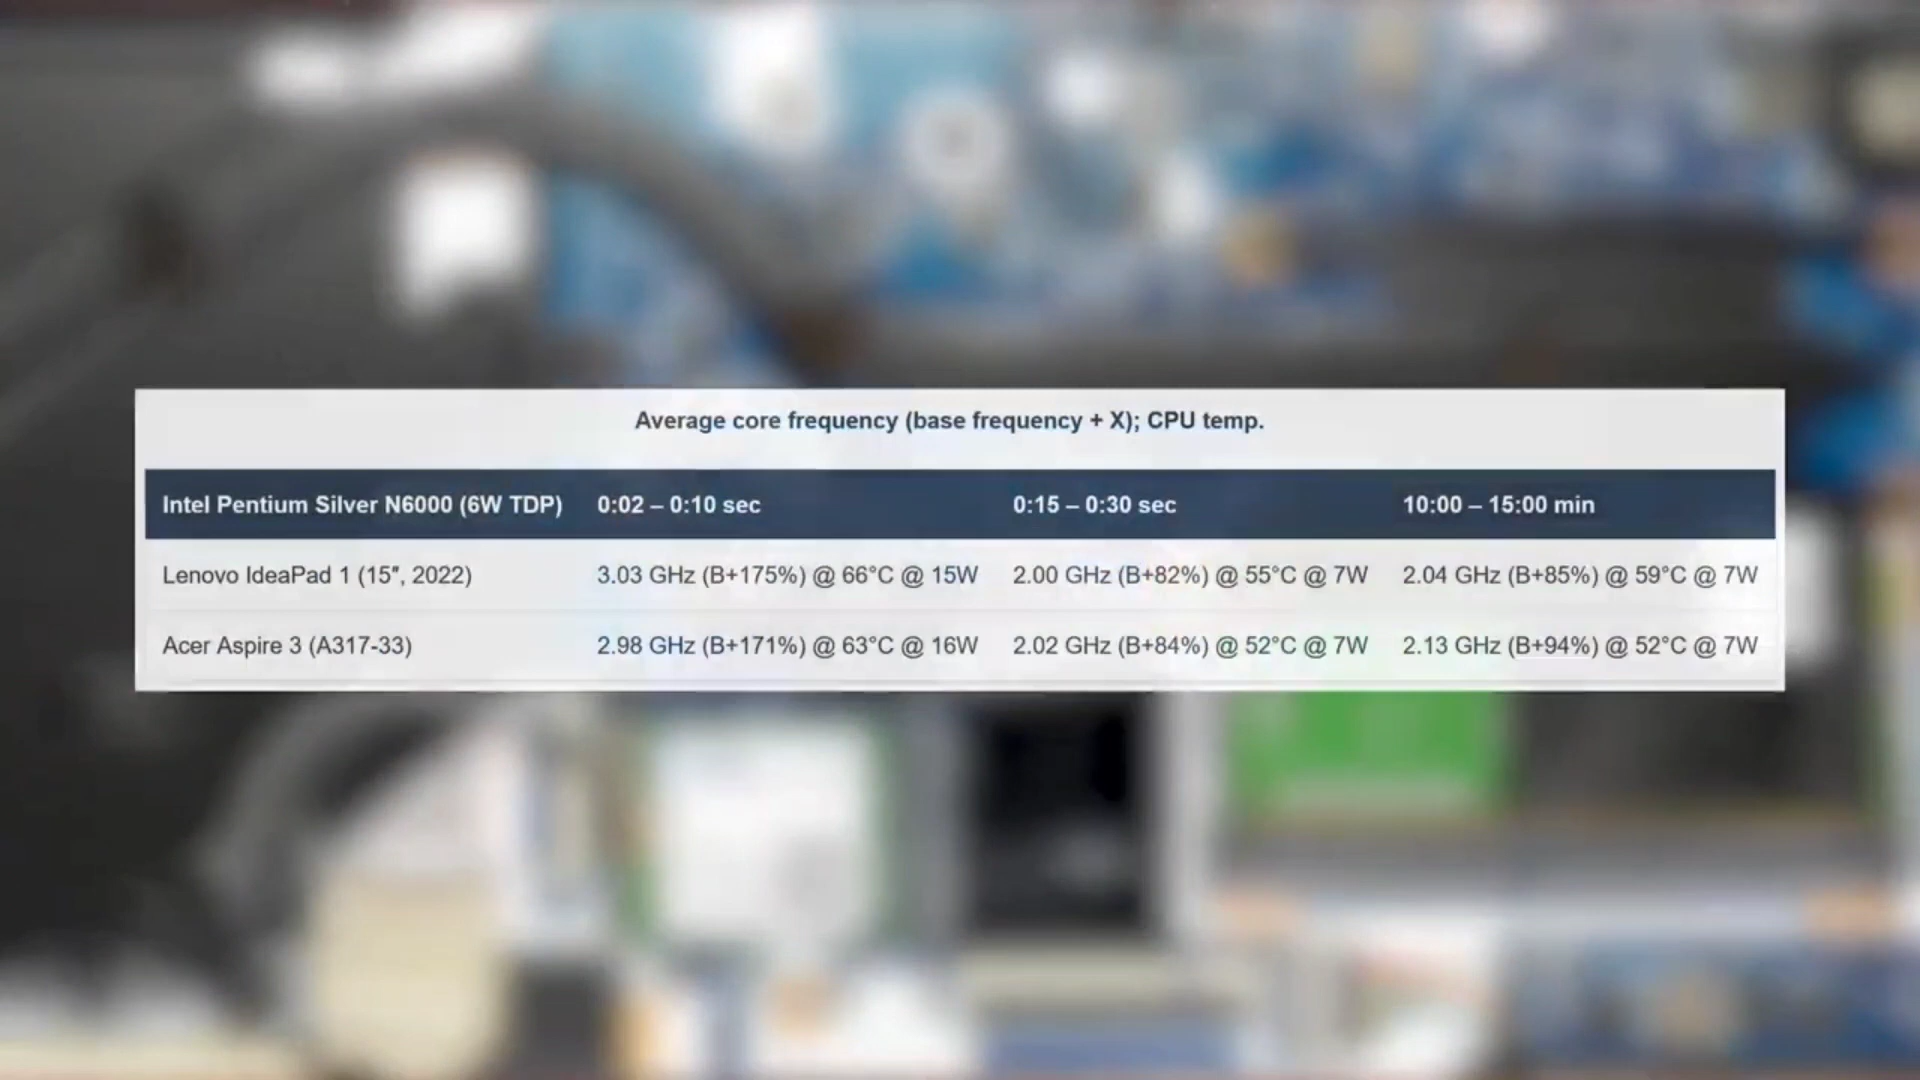 Average core frequency (base frequency + X); CPU temp.
Intel Pentium Silver N6000 (6W TDP) 0:02 – 0:10 sec 0:15 – 0:30 sec 10:00 – 15:00 min
Lenovo IdeaPad 1 (15″, 2022) 3.03 GHz (B+175%) @ 66°C @ 15W 2.00 GHz (B+82%) @ 55°C @ 7W 2.04 GHz (B+85%) @ 59°C @ 7W
Acer Aspire 3 (A317-33) 2.98 GHz (B+171%) @ 63°C @ 16W 2.02 GHz (B+84%) @ 52°C @ 7W 2.13 GHz (B+94%) @ 52°C @ 7W